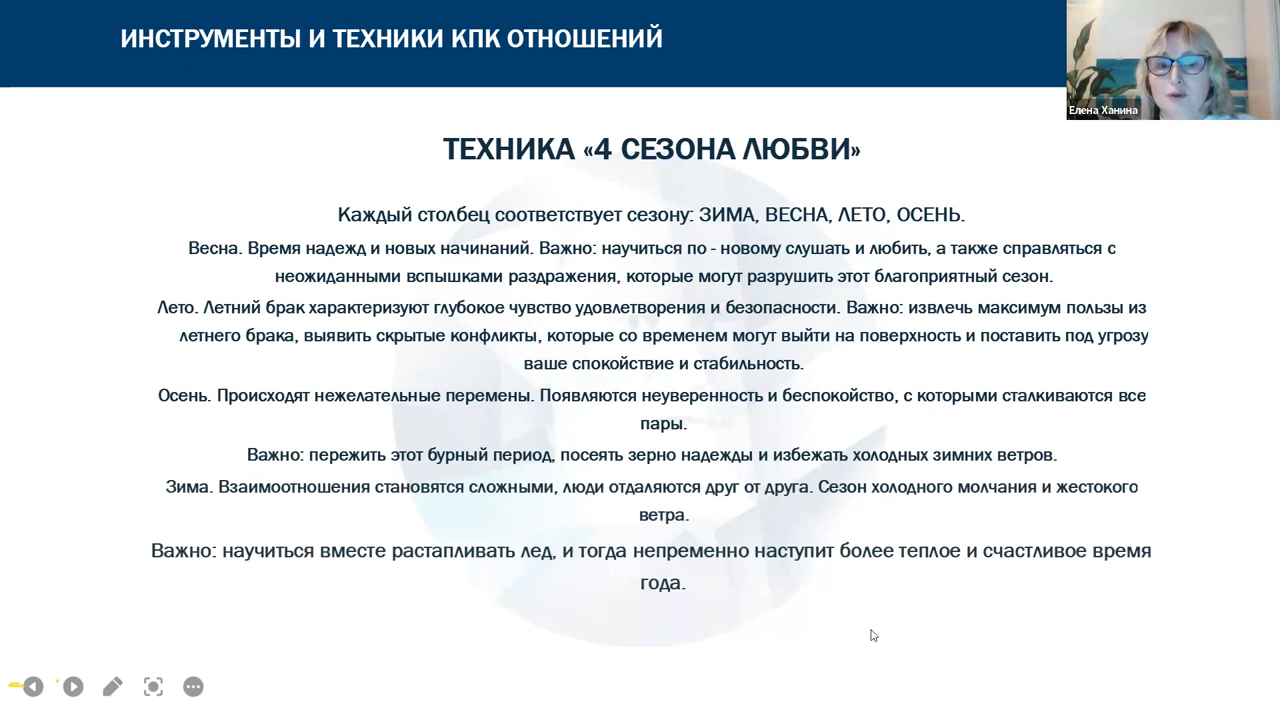 ИНСТРУМЕНТЫ И ТЕХНИКИ КПК ОТНОШЕНИЙ
Елена Ханина
ТЕХНИКА «4 СЕЗОНА ЛЮБВИ»
Каждый столбец соответствует сезону: ЗИМА, ВЕСНА, ЛЕТО, ОСЕНЬ.
Весна. Время надежд и новых начинаний. Важно: научиться по - новому слушать и любить, а также справляться с
неожиданными вспышками раздражения, которые могут разрушить этот благоприятный сезон.
Лето. Летний брак характеризуют глубокое чувство удовлетворения и безопасности. Важно: извлечь максимум пользы из
летнего брака, выявить скрытые конфликты, которые со временем могут выйти на поверхность и поставить под угрозу
ваше спокойствие и стабильность.
Осень. Происходят нежелательные перемены. Появляются неуверенность и беспокойство, с которыми сталкиваются все
пары.
Важно: пережить этот бурный период, посеять зерно надежды и избежать холодных зимних ветров.
Зима. Взаимоотношения становятся сложными, люди отдаляются друг от друга. Сезон холодного молчания и жестокого
ветра.
Важно: научиться вместе растапливать лед, и тогда непременно наступит более теплое и счастливое время
года.